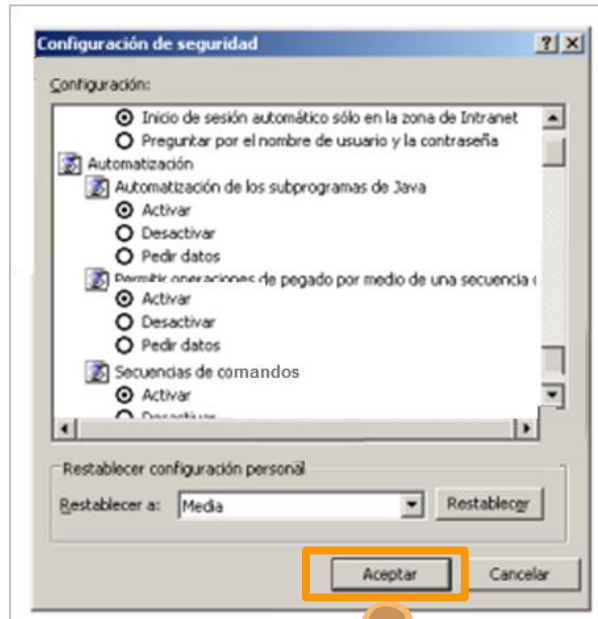 Configuración de seguridad
Configuración:
Inicio de sesión automático sólo en la zona de Intranet
Preguntar por el nombre de usuario y la contraseña
Automatización
Automatización de los subprogramas de Java
Activar
Desactivar
Pedir datos
Permitir operaciones de pegado por medio de una secuencia
Activar
Desactivar
Pedir datos
Secuencias de comandos
Activar
Desactivar
Restablecer configuración personal
Restablecer a: Media Restablecer
Aceptar Cancelar